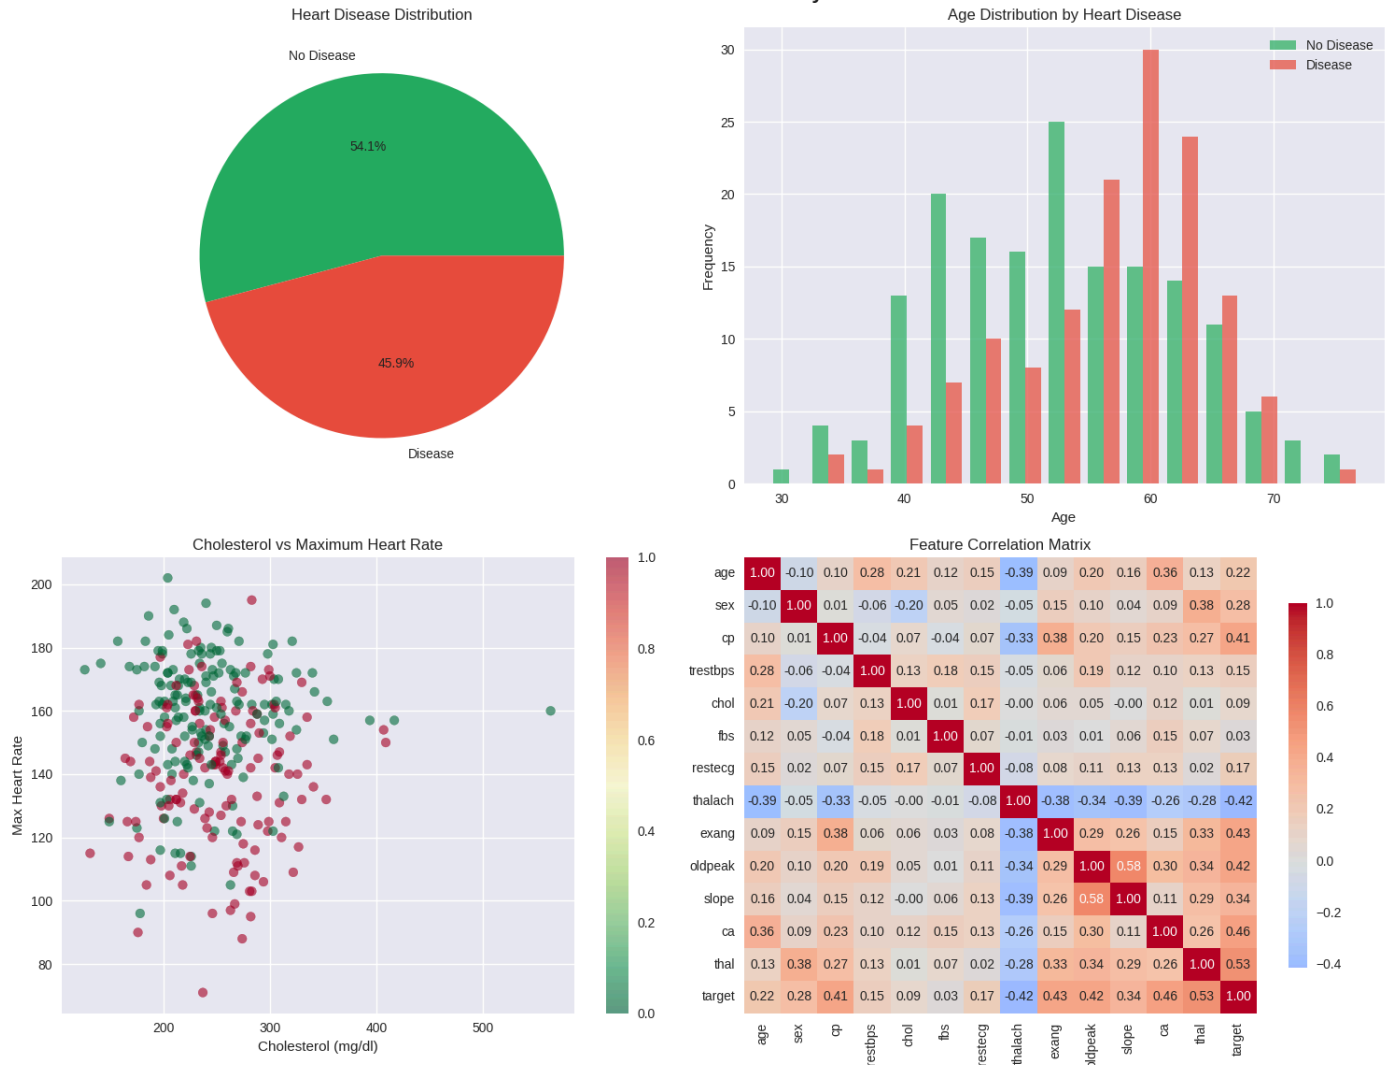 Heart Disease Distribution
No Disease
54.1%
45.9%
Disease
Age Distribution by Heart Disease
No Disease
Disease
30
25
20
15
10
5
0
Frequency
30 40 50 60 70
Age
Cholesterol vs Maximum Heart Rate
200
180
160
140
120
100
80
Max Heart Rate
200 300 400 500
Cholesterol (mg/dl)
1.0
0.8
0.6
0.4
0.2
0.0
Feature Correlation Matrix
age 1.00 -0.10 0.10 0.28 0.21 0.12 0.15 -0.39 0.09 0.20 0.16 0.36 0.13 0.22
sex -0.10 1.00 0.01 -0.06 -0.20 0.05 0.02 -0.05 0.15 0.10 0.04 0.09 0.38 0.28
cp 0.10 0.01 1.00 -0.04 0.07 -0.04 0.07 -0.33 0.38 0.20 0.15 0.23 0.27 0.41
trestbps 0.28 -0.06 -0.04 1.00 0.13 0.18 0.15 -0.05 0.06 0.19 0.12 0.10 0.13 0.15
chol 0.21 -0.20 0.07 0.13 1.00 0.01 0.17 -0.00 0.06 0.05 -0.00 0.12 0.01 0.09
fbs 0.12 0.05 -0.04 0.18 0.01 1.00 0.07 -0.01 0.03 0.01 0.06 0.15 0.07 0.03
restecg 0.15 0.02 0.07 0.15 0.17 0.07 1.00 -0.08 0.08 0.11 0.13 0.13 0.02 0.17
thalach -0.39 -0.05 -0.33 -0.05 -0.00 -0.01 -0.08 1.00 -0.38 -0.34 -0.39 -0.26 -0.28 -0.42
exang 0.09 0.15 0.38 0.06 0.06 0.03 0.08 -0.38 1.00 0.29 0.26 0.15 0.33 0.43
oldpeak 0.20 0.10 0.20 0.19 0.05 0.01 0.11 -0.34 0.29 1.00 0.58 0.30 0.34 0.42
slope 0.16 0.04 0.15 0.12 -0.00 0.06 0.13 -0.39 0.26 0.58 1.00 0.11 0.29 0.34
ca 0.36 0.09 0.23 0.10 0.12 0.15 0.13 -0.26 0.15 0.30 0.11 1.00 0.26 0.46
thal 0.13 0.38 0.27 0.13 0.01 0.07 0.02 -0.28 0.33 0.34 0.29 0.26 1.00 0.53
target 0.22 0.28 0.41 0.15 0.09 0.03 0.17 -0.42 0.43 0.42 0.34 0.46 0.53 1.00
age sex cp restbps chol fbs restecg thalach exang oldpeak slope ca thal target
1.0
0.8
0.6
0.4
0.2
0.0
−0.2
−0.4